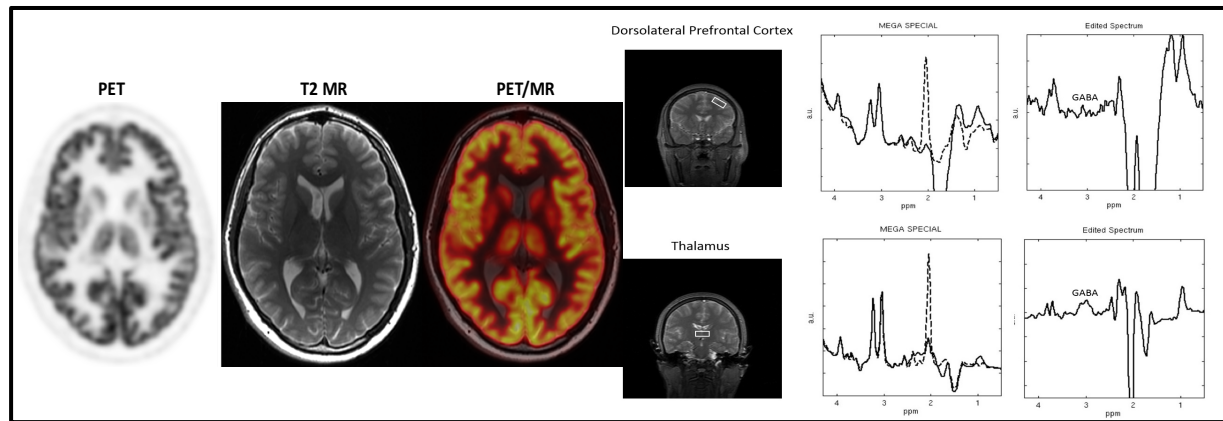 PET
T2 MR
PET/MR
Dorsolateral Prefrontal Cortex
Thalamus
MEGA SPECIAL
a.u.
4 3 2 1
ppm
Edited Spectrum
GABA
a.u.
4 3 2 1
ppm
MEGA SPECIAL
a.u.
4 3 2 1
ppm
Edited Spectrum
GABA
a.u.
4 3 2 1
ppm